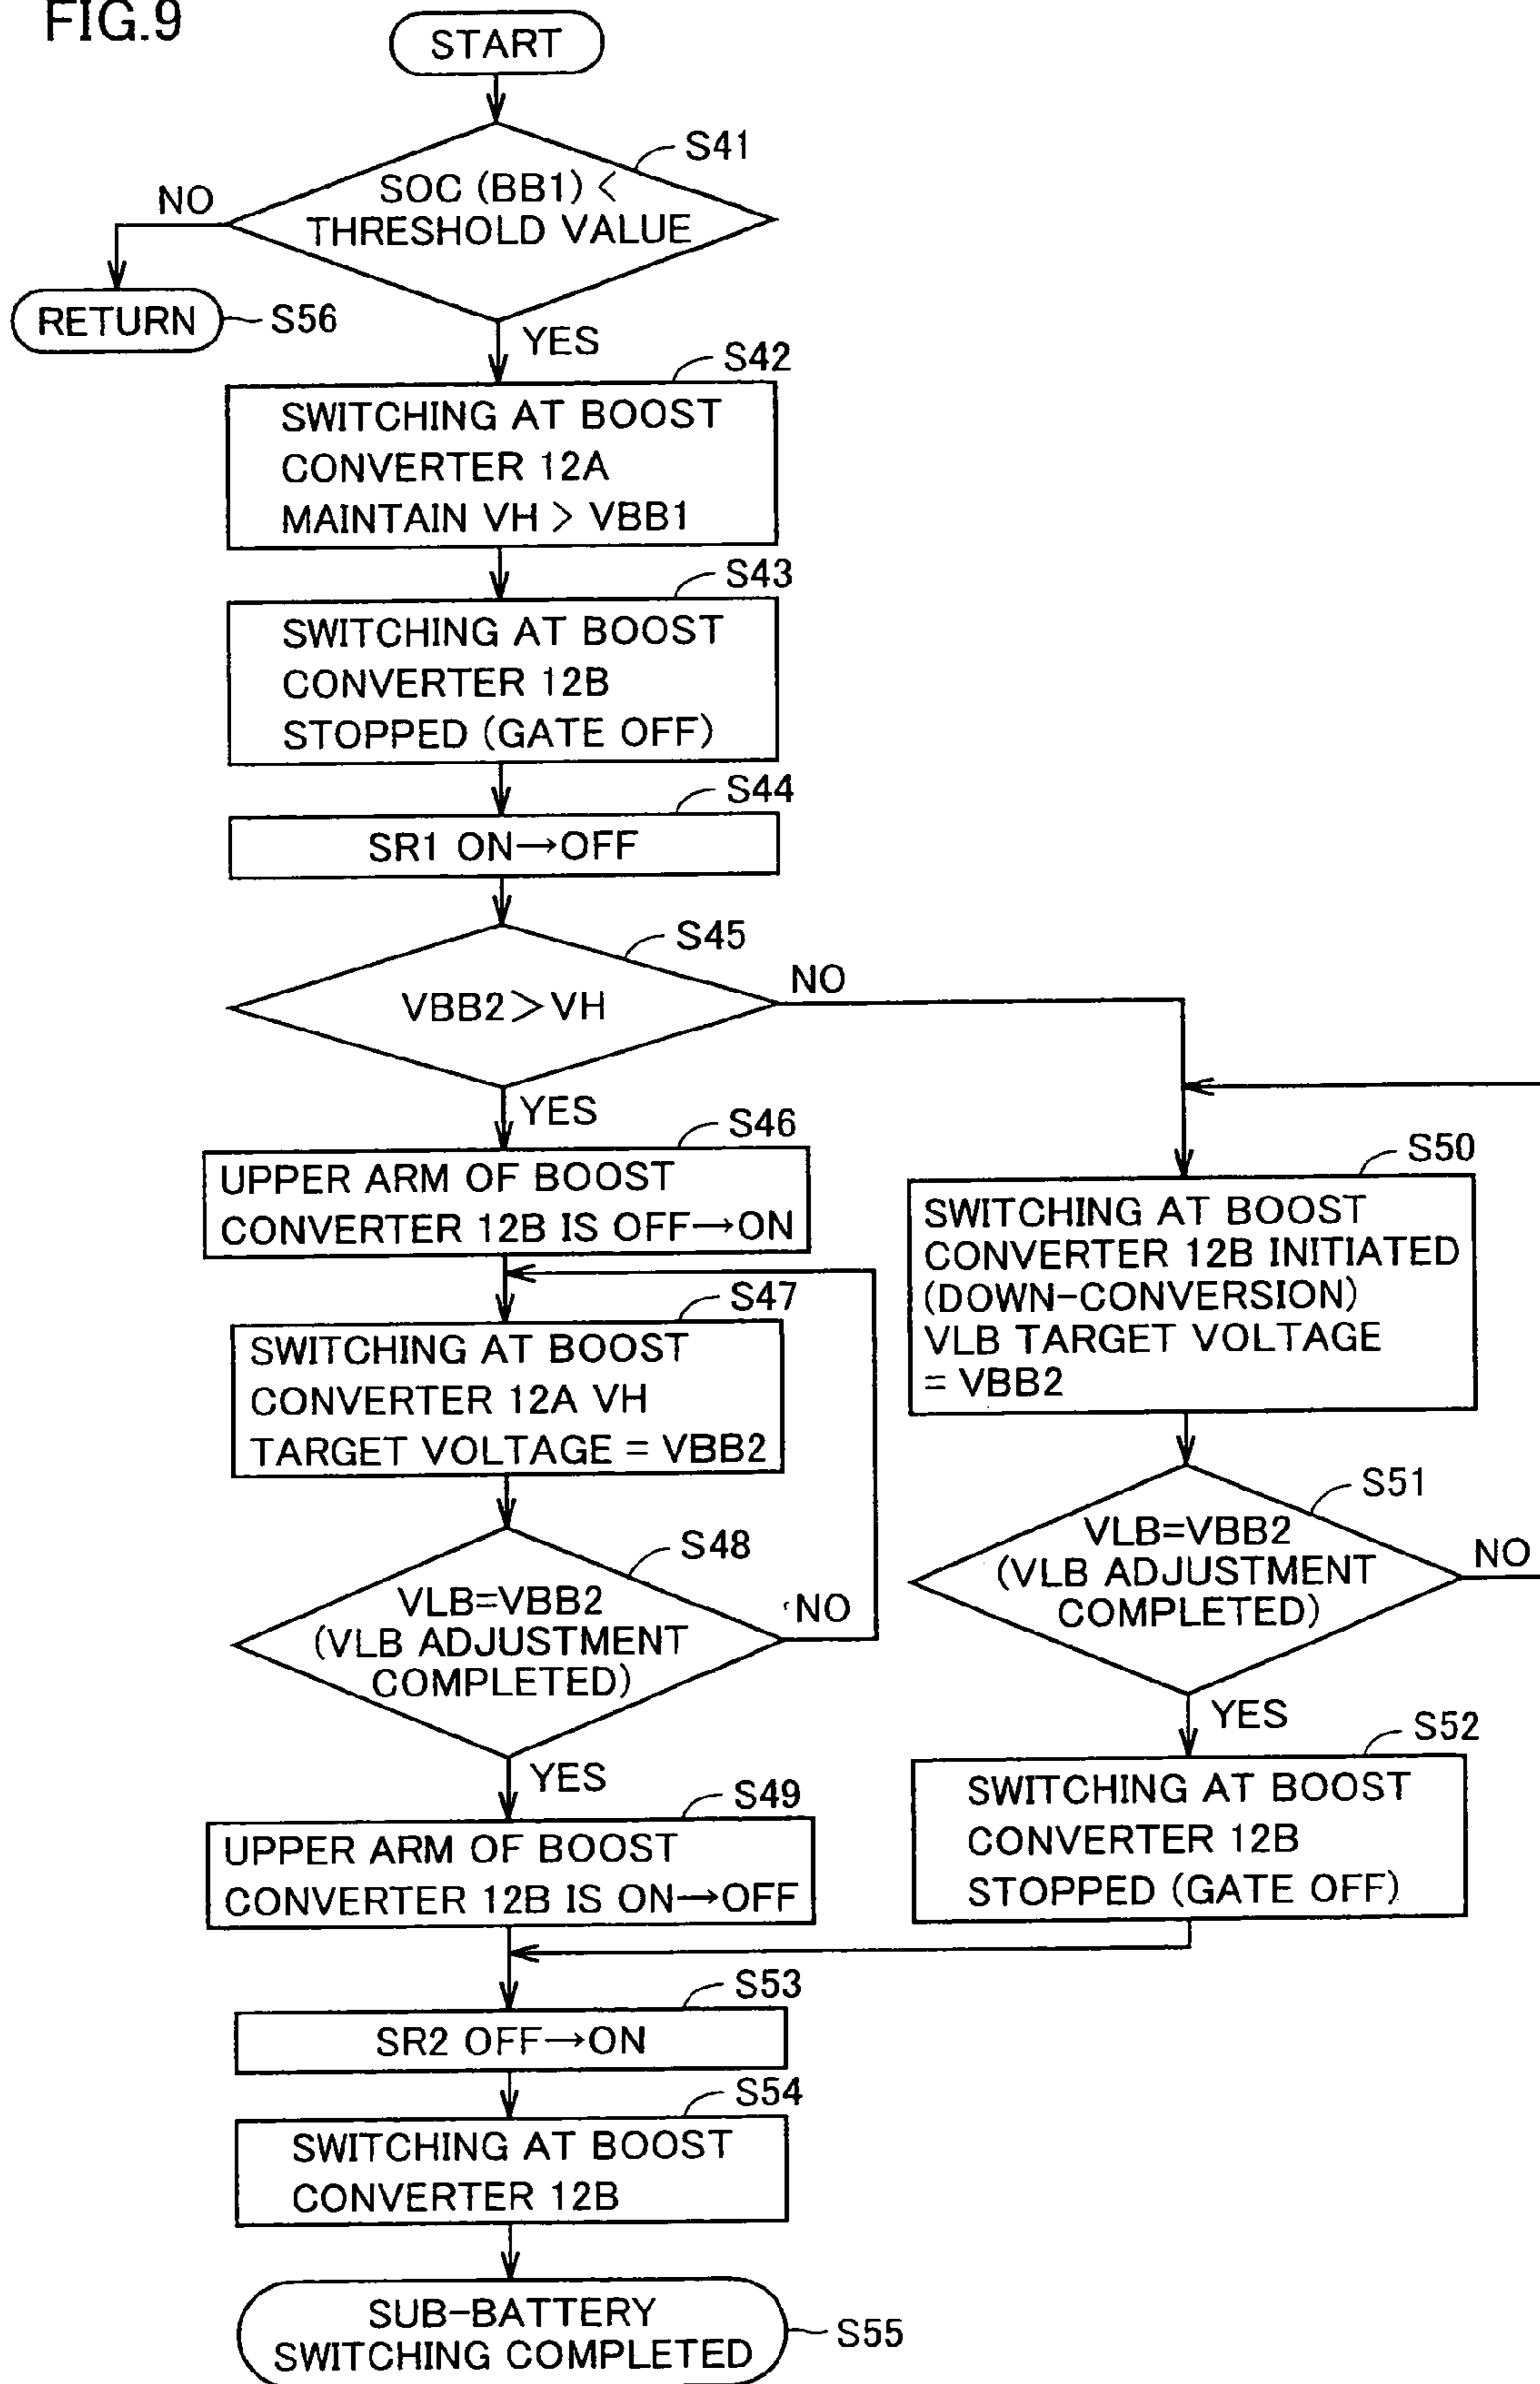 FIG.9
START
S41
SOC (BB1) <
THRESHOLD VALUE
NO
RETURN
S56
YES
S42
SWITCHING AT BOOST
CONVERTER 12A
MAINTAIN VH > VBB1
S43
SWITCHING AT BOOST
CONVERTER 12B
STOPPED (GATE OFF)
S44
SR1 ON→OFF
S45
VBB2>VH
NO
YES
S46
UPPER ARM OF BOOST
CONVERTER 12B IS OFF→ON
S47
SWITCHING AT BOOST
CONVERTER 12A VH
TARGET VOLTAGE = VBB2
S48
VLB=VBB2
(VLB ADJUSTMENT
COMPLETED)
NO
YES
S49
UPPER ARM OF BOOST
CONVERTER 12B IS ON→OFF
S50
SWITCHING AT BOOST
CONVERTER 12B INITIATED
(DOWN-CONVERSION)
VLB TARGET VOLTAGE
= VBB2
S51
VLB=VBB2
(VLB ADJUSTMENT
COMPLETED)
NO
YES
S52
SWITCHING AT BOOST
CONVERTER 12B
STOPPED (GATE OFF)
S53
SR2 OFF→ON
S54
SWITCHING AT BOOST
CONVERTER 12B
SUB-BATTERY
SWITCHING COMPLETED
S55